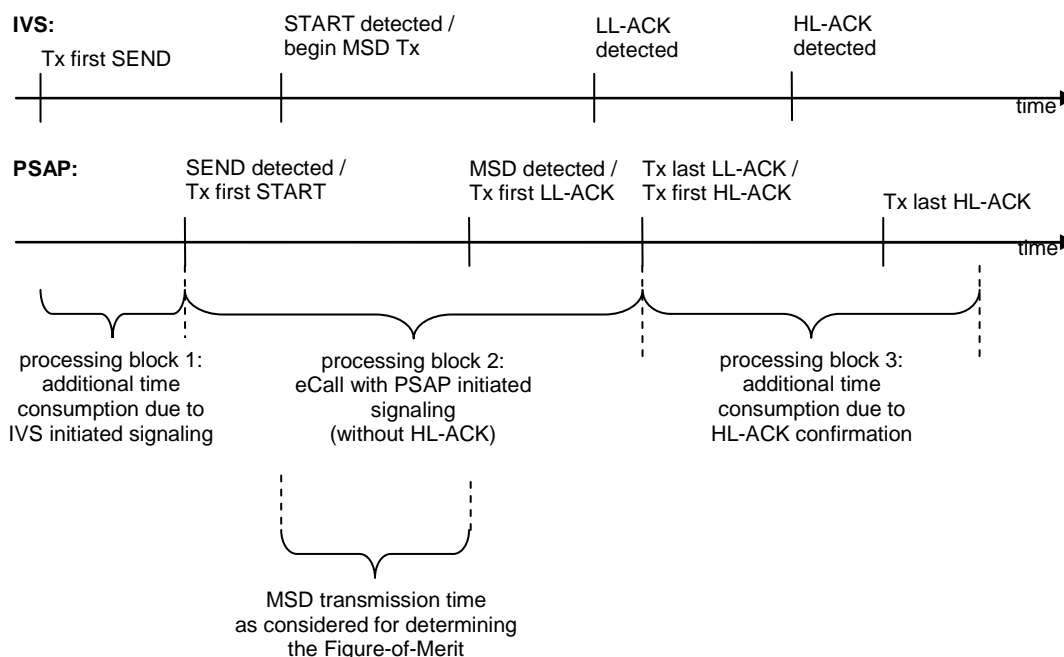 IVS:
Tx first SEND
START detected /
begin MSD Tx
LL-ACK
detected
HL-ACK
detected
time
PSAP:
SEND detected /
Tx first START
MSD detected /
Tx first LL-ACK
Tx last LL-ACK /
Tx first HL-ACK
Tx last HL-ACK
time
processing block 1:
additional time
consumption due to
IVS initiated signaling
processing block 2:
eCall with PSAP initiated
signaling
(without HL-ACK)
processing block 3:
additional time
consumption due to
HL-ACK confirmation
MSD transmission time
as considered for determining
the Figure-of-Merit